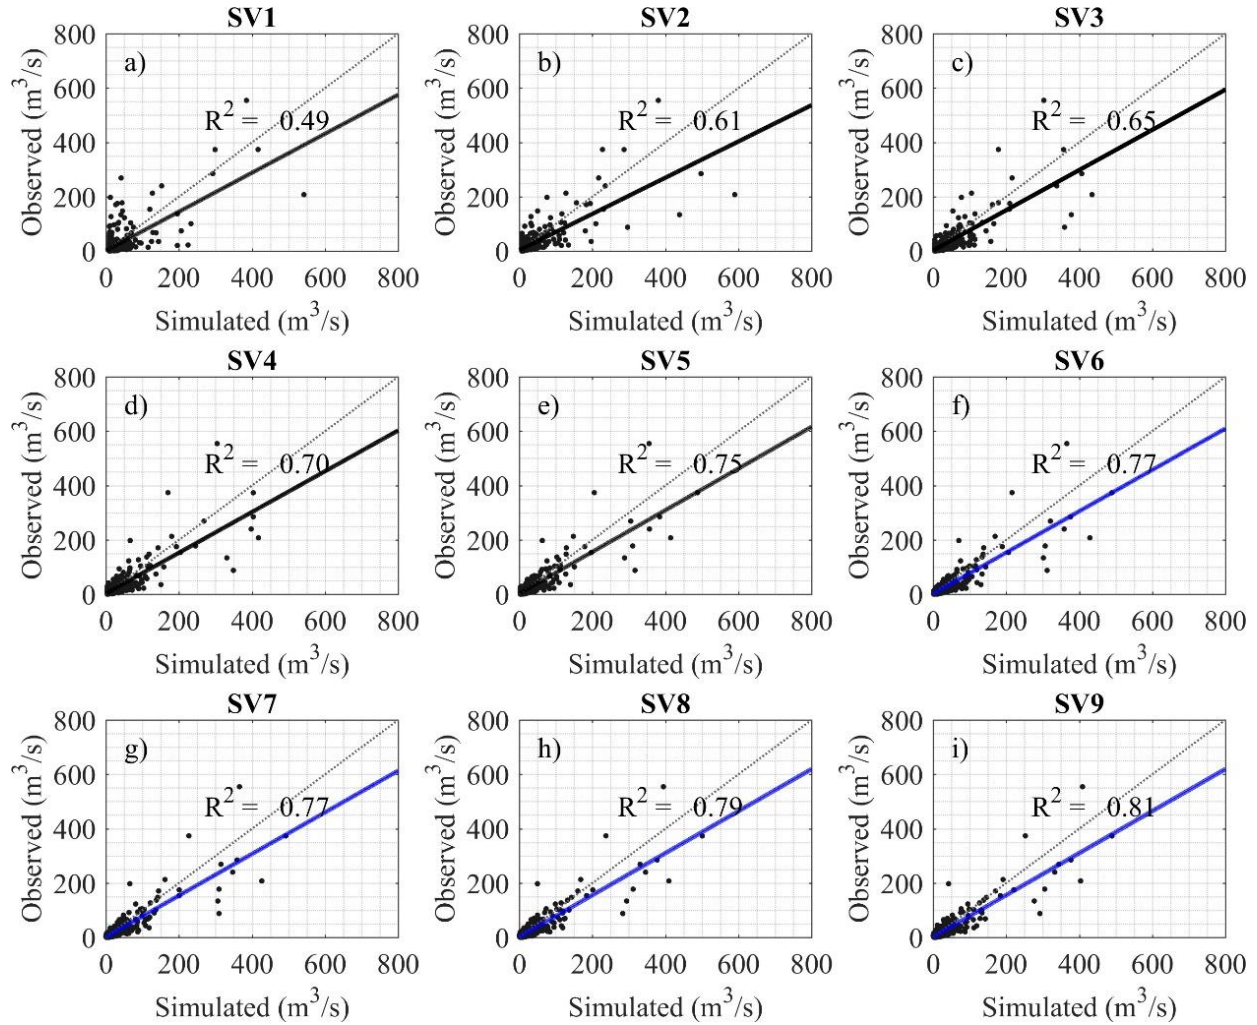 SV1
a)
R² = 0.49
Observed (m³/s)
800
600
400
200
0
0 200 400 600 800
Simulated (m³/s)
SV2
b)
R² = 0.61
Observed (m³/s)
800
600
400
200
0
0 200 400 600 800
Simulated (m³/s)
SV3
c)
R² = 0.65
Observed (m³/s)
800
600
400
200
0
0 200 400 600 800
Simulated (m³/s)
SV4
d)
R² = 0.70
Observed (m³/s)
800
600
400
200
0
0 200 400 600 800
Simulated (m³/s)
SV5
e)
R² = 0.75
Observed (m³/s)
800
600
400
200
0
0 200 400 600 800
Simulated (m³/s)
SV6
f)
R² = 0.77
Observed (m³/s)
800
600
400
200
0
0 200 400 600 800
Simulated (m³/s)
SV7
g)
R² = 0.77
Observed (m³/s)
800
600
400
200
0
0 200 400 600 800
Simulated (m³/s)
SV8
h)
R² = 0.79
Observed (m³/s)
800
600
400
200
0
0 200 400 600 800
Simulated (m³/s)
SV9
i)
R² = 0.81
Observed (m³/s)
800
600
400
200
0
0 200 400 600 800
Simulated (m³/s)